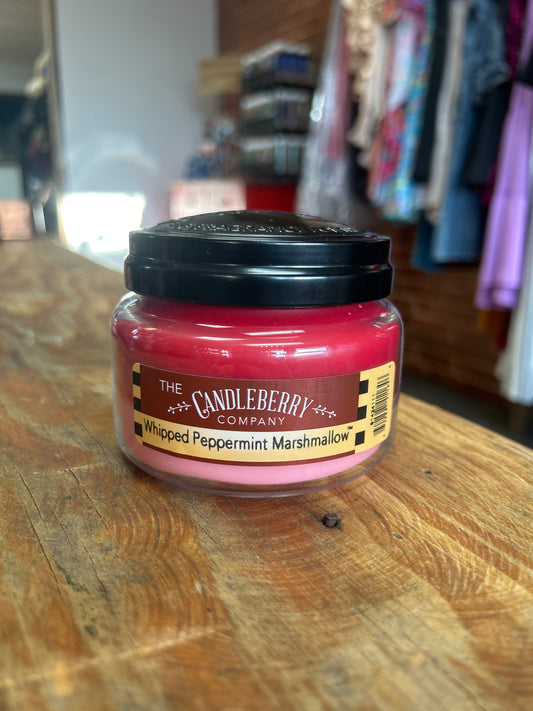 THE
CANDLEBERRY
COMPANY
Whipped Peppermint Marshmallow™